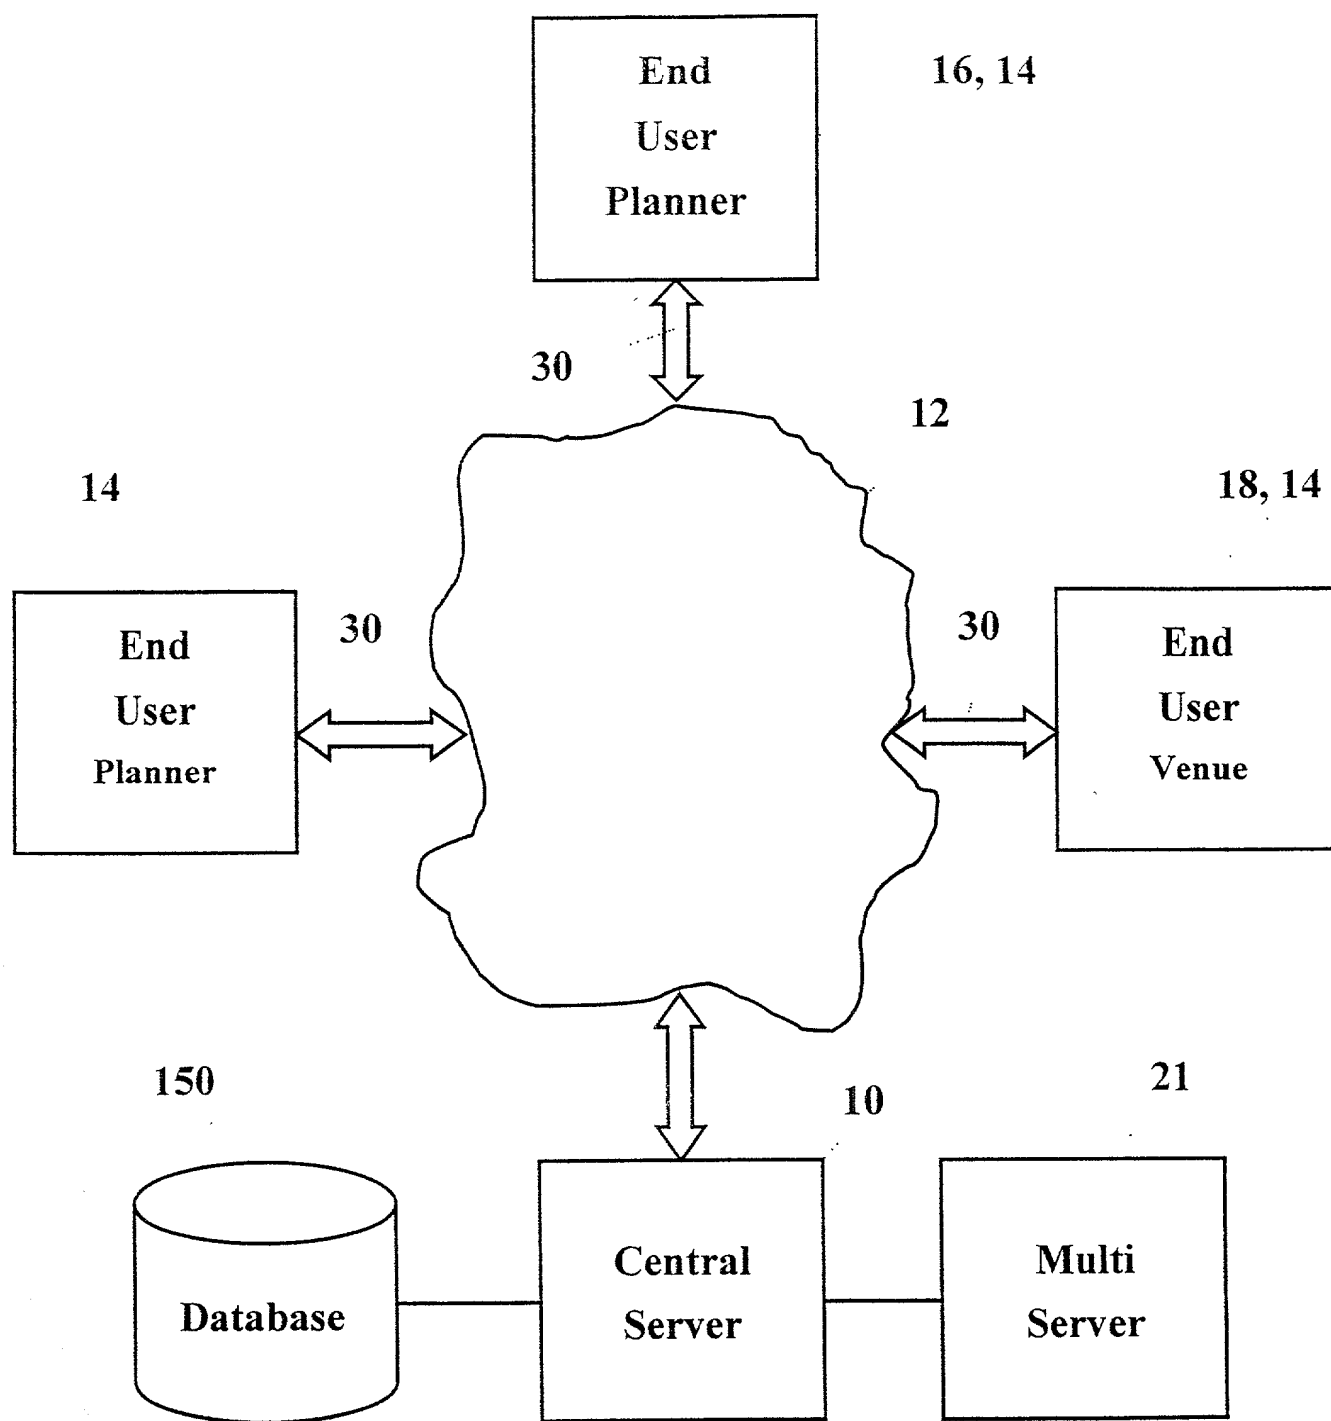 End
User
Planner
16, 14
30
12
14
18, 14
End
User
Planner
30
30
End
User
Venue
150
10
21
Database
Central
Server
Multi
Server